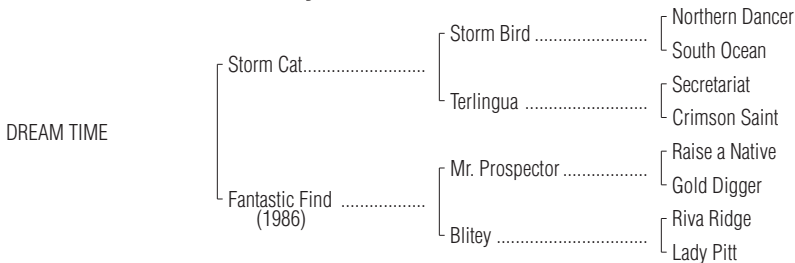 DREAM TIME
Storm Cat.........................
Fantastic Find .................
(1986)
Storm Bird .......................
Terlingua .........................
Mr. Prospector .................
Blitey ...............................
Northern Dancer
South Ocean
Secretariat
Crimson Saint
Raise a Native
Gold Digger
Riva Ridge
Lady Pitt